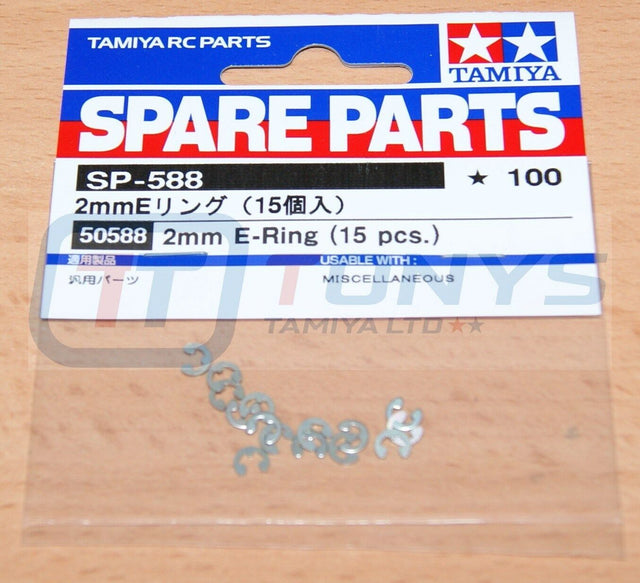 TAMIYA RC PARTS
TAMIYA
SPARE PARTS
SP-588
★ 100
2mmEリング（15個入）
50588 2mm E-Ring (15 pcs.)
適用製品 USABLE WITH :
汎用パーツ MISCELLANEOUS
TT TONYS
TAMIYA LTD★★